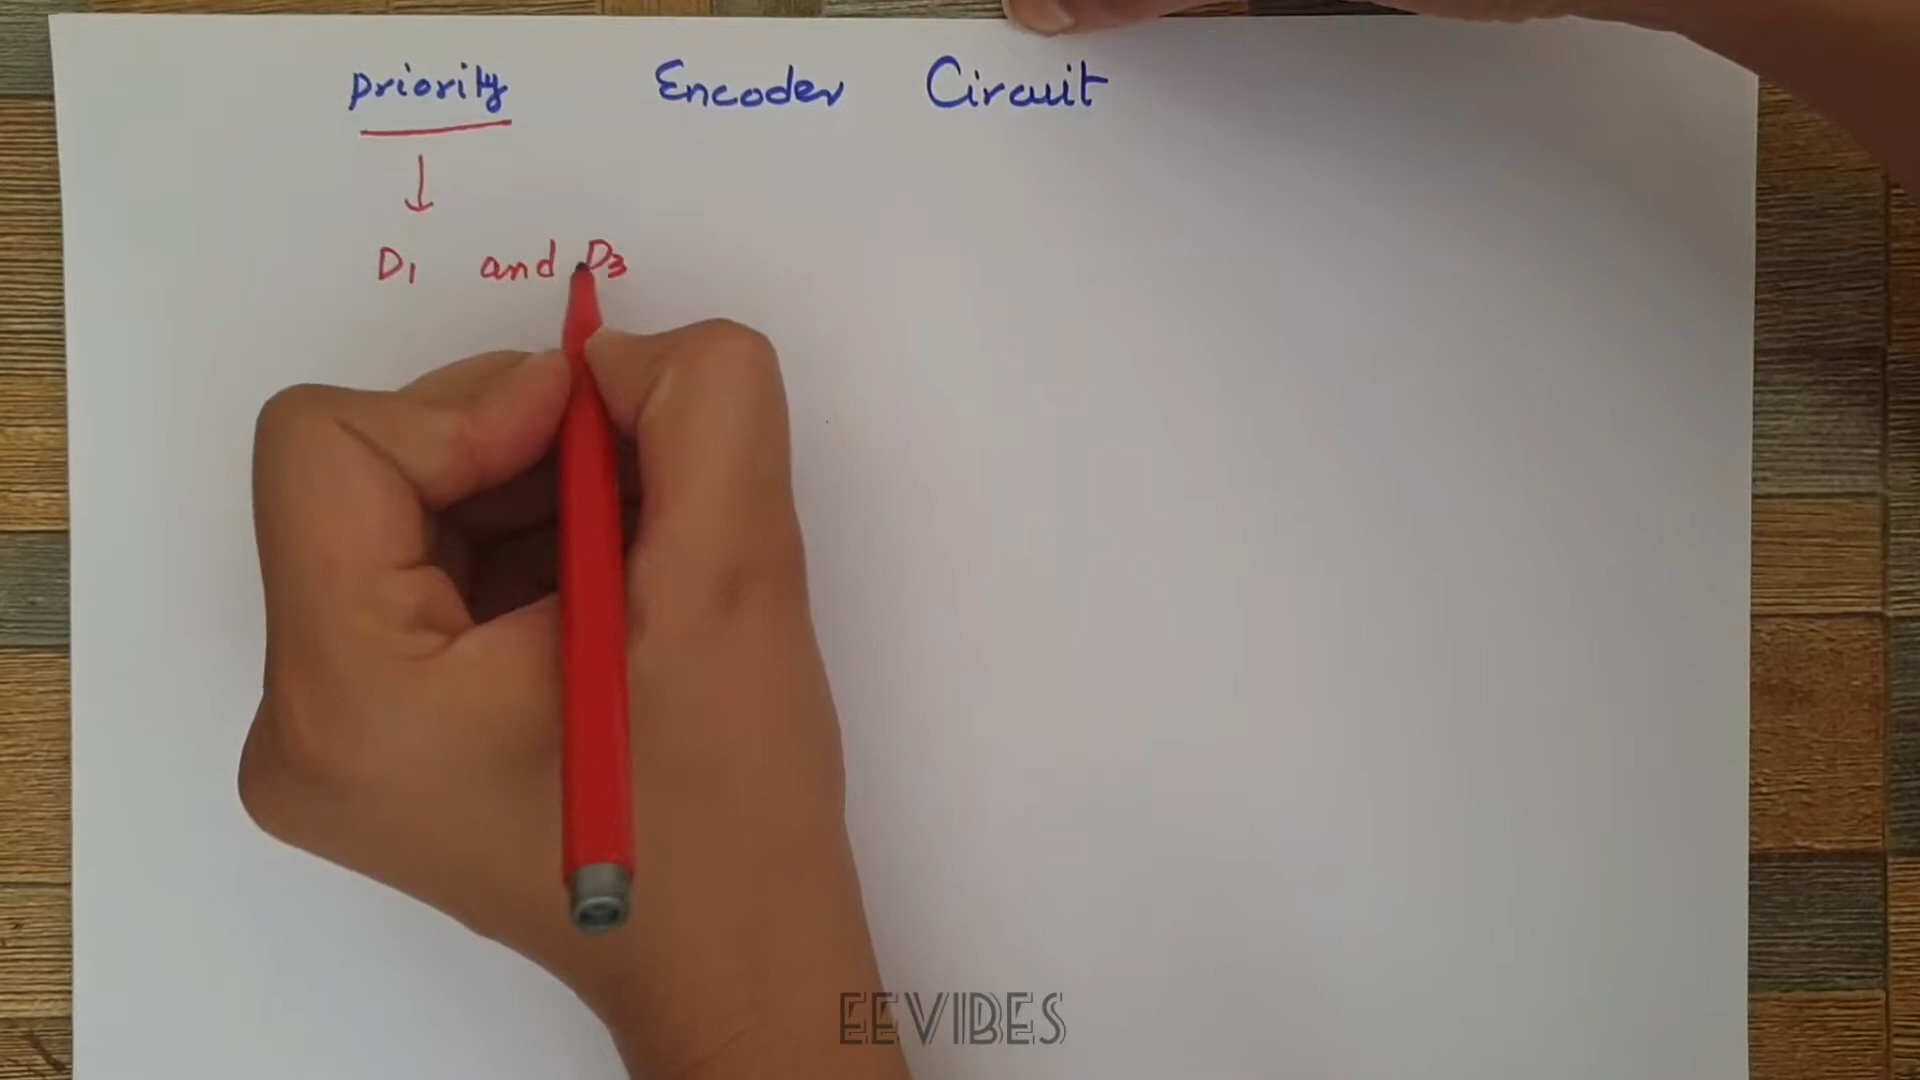 Priority Encoder Circuit
↓
D1 and D3
EEVIBES